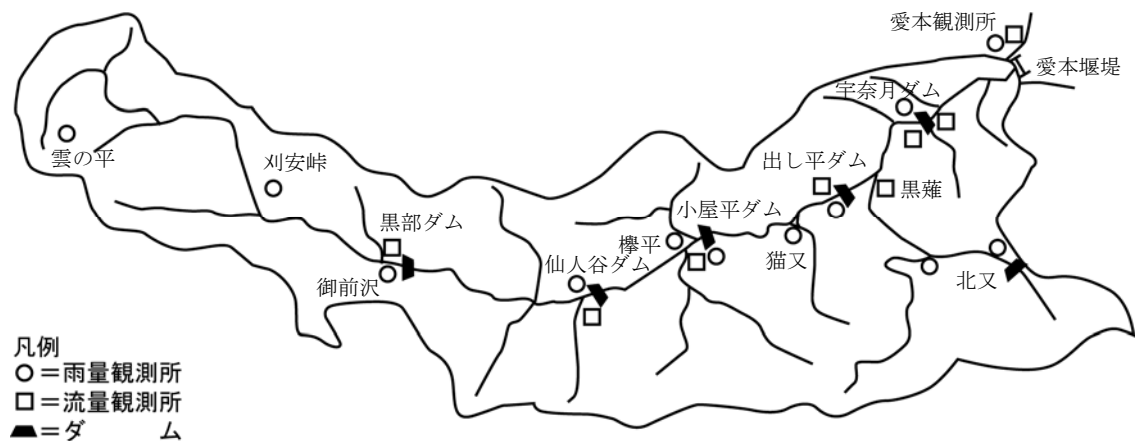 愛本観測所
愛本堰堤
宇奈月ダム
雲の平
刈安峠
出し平ダム
黒薙
黒部ダム
小屋平ダム
欅平
仙人谷ダム
猫又
北又
御前沢
凡例
○=雨量観測所
□=流量観測所
=ダ ム